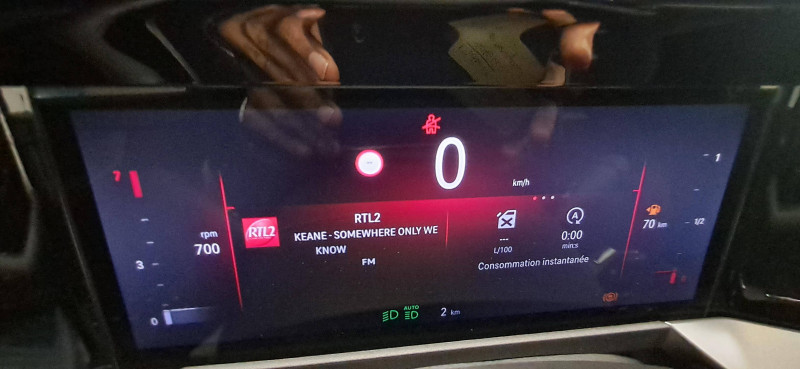 0
km/h
7
1
RTL2
RTL2
KEANE - SOMEWHERE ONLY WE
KNOW
FM
rpm
700
---
L/100
0:00
mircs
Consommation instantanée
70 km
1/2
3
0
AUTO
2 km